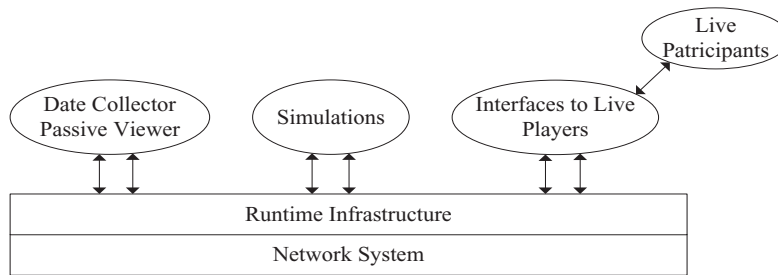 Live
Patricipants
Date Collector
Passive Viewer
Simulations
Interfaces to Live
Players
Runtime Infrastructure
Network System